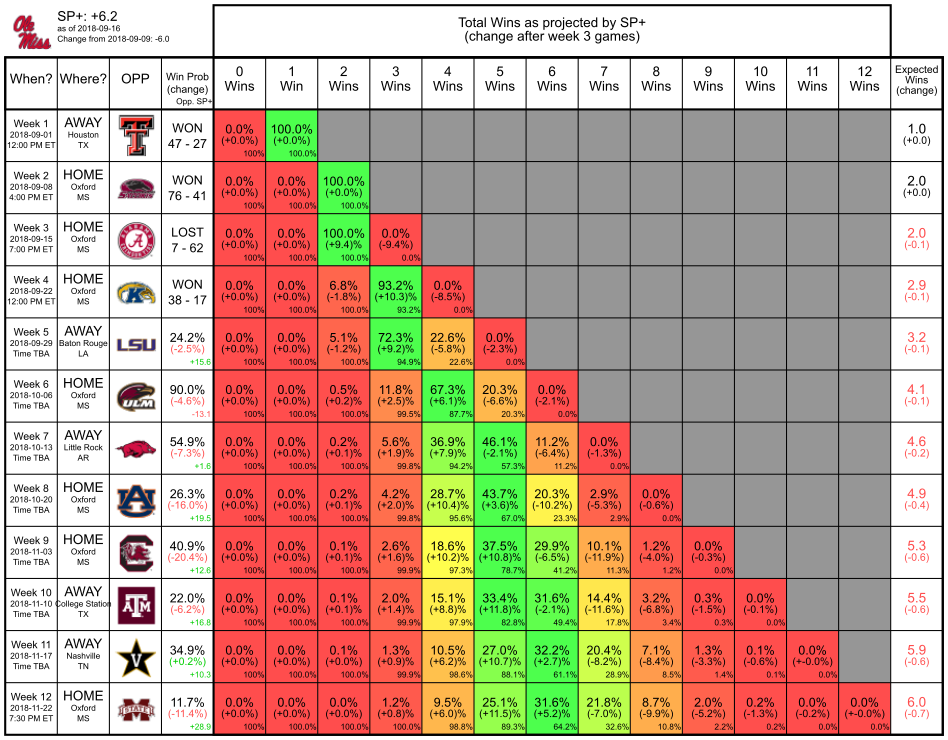 Ole Miss
SP+: +6.2
as of 2018-09-16
Change from 2018-09-09: -6.0
Total Wins as projected by SP+
(change after week 3 games)
When? Where? OPP Win Prob (change) Opp. SP+ 0 Wins 1 Win 2 Wins 3 Wins 4 Wins 5 Wins 6 Wins 7 Wins 8 Wins 9 Wins 10 Wins 11 Wins 12 Wins Expected Wins (change)
Week 1 AWAY WON 0.0% 100.0% 1.0
2018-09-01 Houston 47 - 27 (+0.0%) (+0.0%) (+0.0)
12:00 PM ET TX 100% 100.0%
Week 2 HOME WON 0.0% 0.0% 100.0% 2.0
2018-09-08 Oxford 76 - 41 (+0.0%) (+0.0%) (+0.0%) (+0.0)
4:00 PM ET MS 100% 100.0% 100.0%
Week 3 HOME LOST 0.0% 0.0% 100.0% 0.0% 2.0
2018-09-15 Oxford 7 - 62 (+0.0%) (+0.0%) (+9.4%) (-9.4%) (-0.1)
7:00 PM ET MS 100% 100.0% 100.0% 0.0%
Week 4 HOME WON 0.0% 0.0% 6.8% 93.2% 0.0% 2.9
2018-09-22 Oxford 38 - 17 (+0.0%) (+0.0%) (-1.8%) (+10.3%) (-8.5%) (-0.1)
12:00 PM ET MS 100% 100.0% 100.0% 93.2% 0.0%
Week 5 AWAY LSU 24.2% 0.0% 0.0% 5.1% 72.3% 22.6% 0.0% 3.2
2018-09-29 Baton Rouge (-2.5%) (+0.0%) (+0.0%) (-1.2%) (+9.2%) (-5.8%) (-2.3%) (-0.1)
Time TBA LA +15.6 100% 100.0% 100.0% 94.9% 22.6% 0.0%
Week 6 HOME ULM 90.0% 0.0% 0.0% 0.5% 11.8% 67.3% 20.3% 0.0% 4.1
2018-10-06 Oxford (-4.6%) (+0.0%) (+0.0%) (+0.2%) (+2.5%) (+6.1%) (-6.6%) (-2.1%) (-0.1)
Time TBA MS -13.1 100% 100.0% 100.0% 99.5% 87.7% 20.3% 0.0%
Week 7 AWAY 54.9% 0.0% 0.0% 0.2% 5.6% 36.9% 46.1% 11.2% 0.0% 4.6
2018-10-13 Little Rock (-7.3%) (+0.0%) (+0.0%) (+0.1%) (+1.9%) (+7.9%) (-2.1%) (-6.4%) (-1.3%) (-0.2)
Time TBA AR +1.6 100% 100.0% 100.0% 99.8% 94.2% 57.3% 11.2% 0.0%
Week 8 HOME 26.3% 0.0% 0.0% 0.2% 4.2% 28.7% 43.7% 20.3% 2.9% 0.0% 4.9
2018-10-20 Oxford (-16.0%) (+0.0%) (+0.0%) (+0.1%) (+2.0%) (+10.4%) (+3.6%) (-10.2%) (-5.3%) (-0.6%) (-0.4)
Time TBA MS +19.5 100% 100.0% 100.0% 99.8% 95.6% 67.0% 23.3% 2.9% 0.0%
Week 9 HOME 40.9% 0.0% 0.0% 0.1% 2.6% 18.6% 37.5% 29.9% 10.1% 1.2% 0.0% 5.3
2018-11-03 Oxford (-20.4%) (+0.0%) (+0.0%) (+0.1%) (+1.6%) (+10.2%) (+10.8%) (-6.5%) (-11.9%) (-4.0%) (-0.3%) (-0.6)
Time TBA MS +12.6 100% 100.0% 100.0% 99.9% 97.3% 78.7% 41.2% 11.3% 1.2% 0.0%
Week 10 AWAY 22.0% 0.0% 0.0% 0.1% 2.0% 15.1% 33.4% 31.6% 14.4% 3.2% 0.3% 0.0% 5.5
2018-11-10 College Station ATM (-6.2%) (+0.0%) (+0.0%) (+0.1%) (+1.4%) (+8.8%) (+11.8%) (-2.1%) (-11.6%) (-6.8%) (-1.5%) (-0.1%) (-0.6)
Time TBA TX +16.8 100% 100.0% 100.0% 99.9% 97.9% 82.8% 49.4% 17.8% 3.4% 0.3% 0.0%
Week 11 AWAY 34.9% 0.0% 0.0% 0.1% 1.3% 10.5% 27.0% 32.2% 20.4% 7.1% 1.3% 0.1% 0.0% 5.9
2018-11-17 Nashville V (+0.2%) (+0.0%) (+0.0%) (+0.0%) (+0.9%) (+6.2%) (+10.7%) (+2.7%) (-8.2%) (-8.4%) (-3.3%) (-0.6%) (+-0.0%) (-0.6)
Time TBA TN +10.3 100% 100.0% 100.0% 99.9% 98.6% 88.1% 61.1% 28.9% 8.5% 1.4% 0.1% 0.0%
Week 12 HOME 11.7% 0.0% 0.0% 0.0% 1.2% 9.5% 25.1% 31.6% 21.8% 8.7% 2.0% 0.2% 0.0% 0.0% 6.0
2018-11-22 Oxford STATE (-11.4%) (+0.0%) (+0.0%) (+0.0%) (+0.8%) (+6.0%) (+11.5%) (+5.2%) (-7.0%) (-9.9%) (-5.2%) (-1.3%) (-0.2%) (+-0.0%) (-0.7)
7:30 PM ET MS +28.9 100% 100.0% 100.0% 100.0% 98.8% 89.3% 64.2% 32.6% 10.8% 2.2% 0.2% 0.0% 0.0%